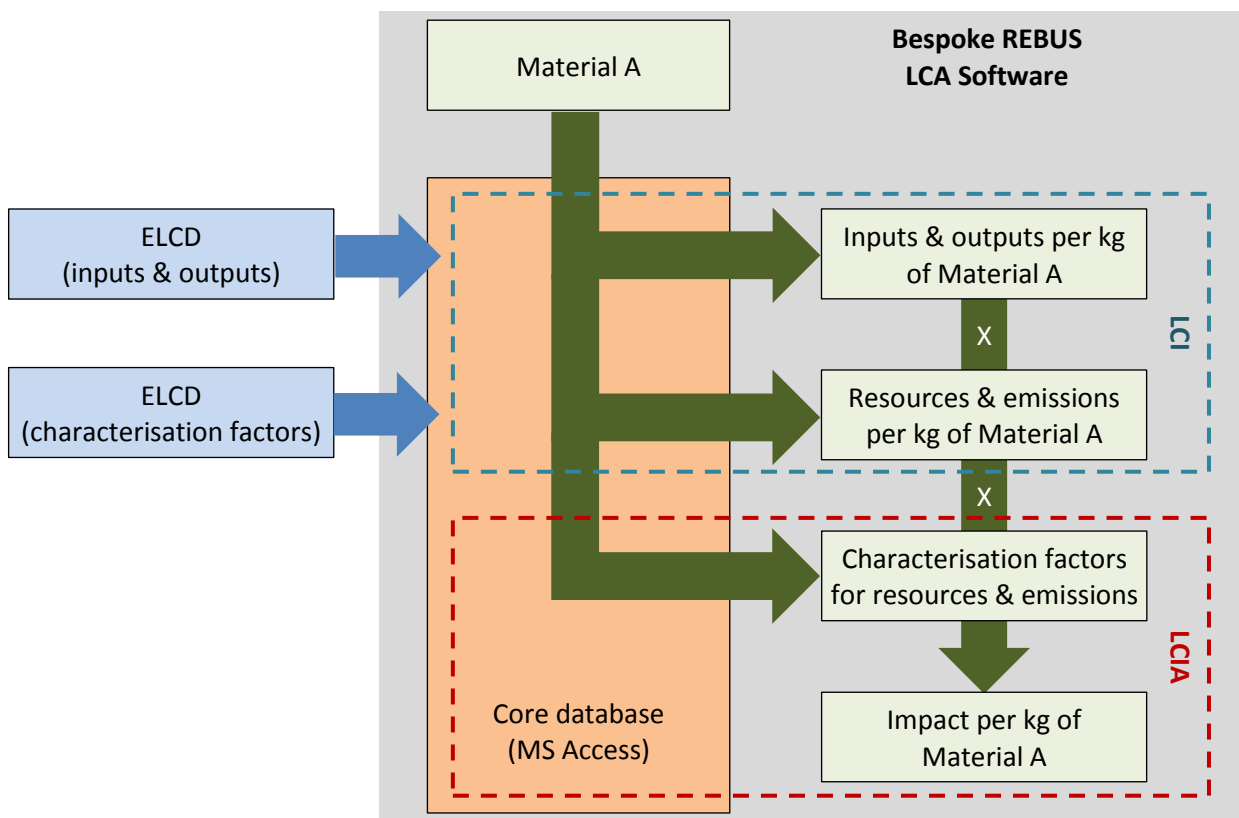 Material A
Bespoke REBUS
LCA Software
ELCD
(inputs & outputs)
Inputs & outputs per kg
of Material A
X
LCI
ELCD
(characterisation factors)
Resources & emissions
per kg of Material A
X
Characterisation factors
for resources & emissions
LCIA
Core database
(MS Access)
Impact per kg of
Material A